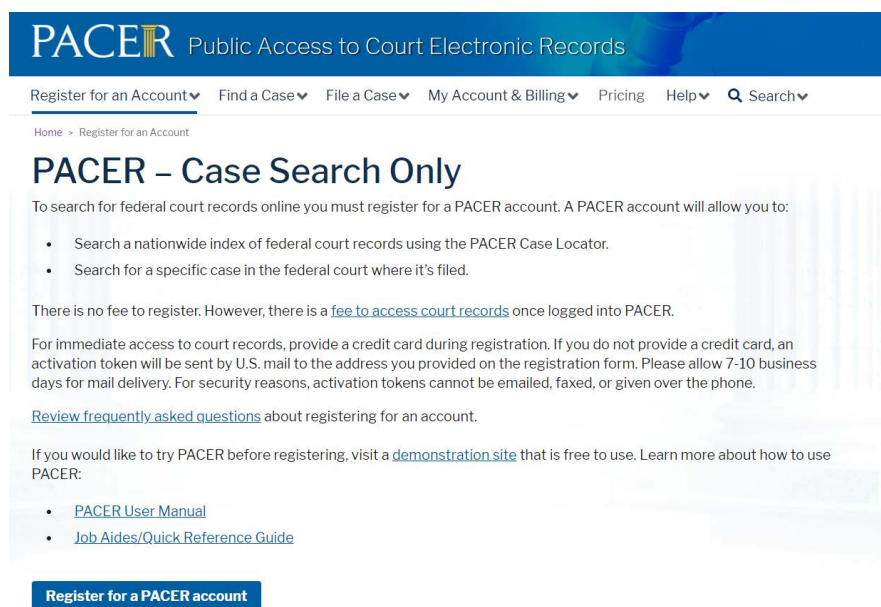 PACER Public Access to Court Electronic Records
Register for an Account Find a Case File a Case My Account & Billing Pricing Help Search
Home > Register for an Account
PACER – Case Search Only
To search for federal court records online you must register for a PACER account. A PACER account will allow you to:
• Search a nationwide index of federal court records using the PACER Case Locator.
• Search for a specific case in the federal court where it's filed.
There is no fee to register. However, there is a fee to access court records once logged into PACER.
For immediate access to court records, provide a credit card during registration. If you do not provide a credit card, an
activation token will be sent by U.S. mail to the address you provided on the registration form. Please allow 7-10 business
days for mail delivery. For security reasons, activation tokens cannot be emailed, faxed, or given over the phone.
Review frequently asked questions about registering for an account.
If you would like to try PACER before registering, visit a demonstration site that is free to use. Learn more about how to use
PACER:
• PACER User Manual
• Job Aides/Quick Reference Guide
Register for a PACER account